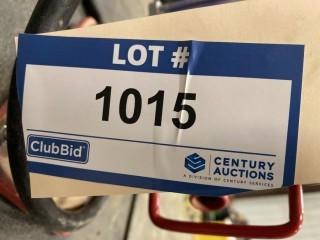 LOT #
1015
ClubBid
CENTURY
AUCTIONS
A DIVISION OF CENTURY SERVICES